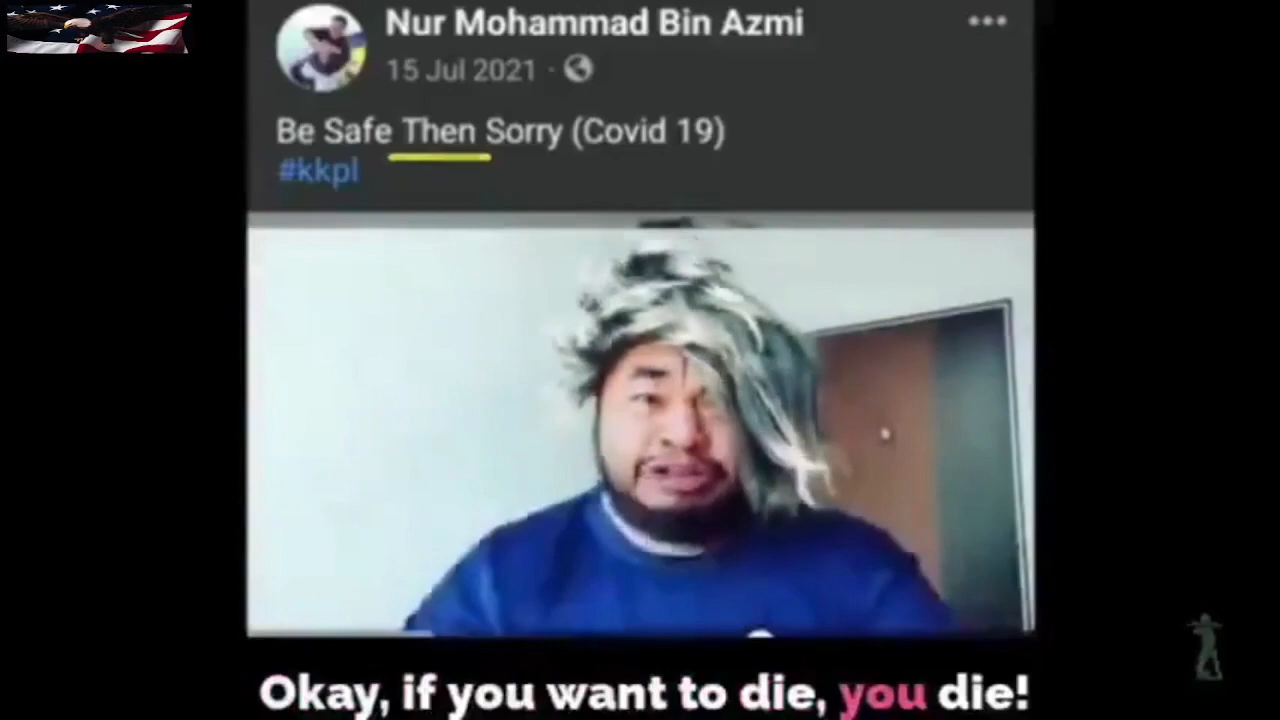 Nur Mohammad Bin Azmi
15 Jul 2021 ·
Be Safe Then Sorry (Covid 19)
#kkpl
Okay, if you want to die, you die!